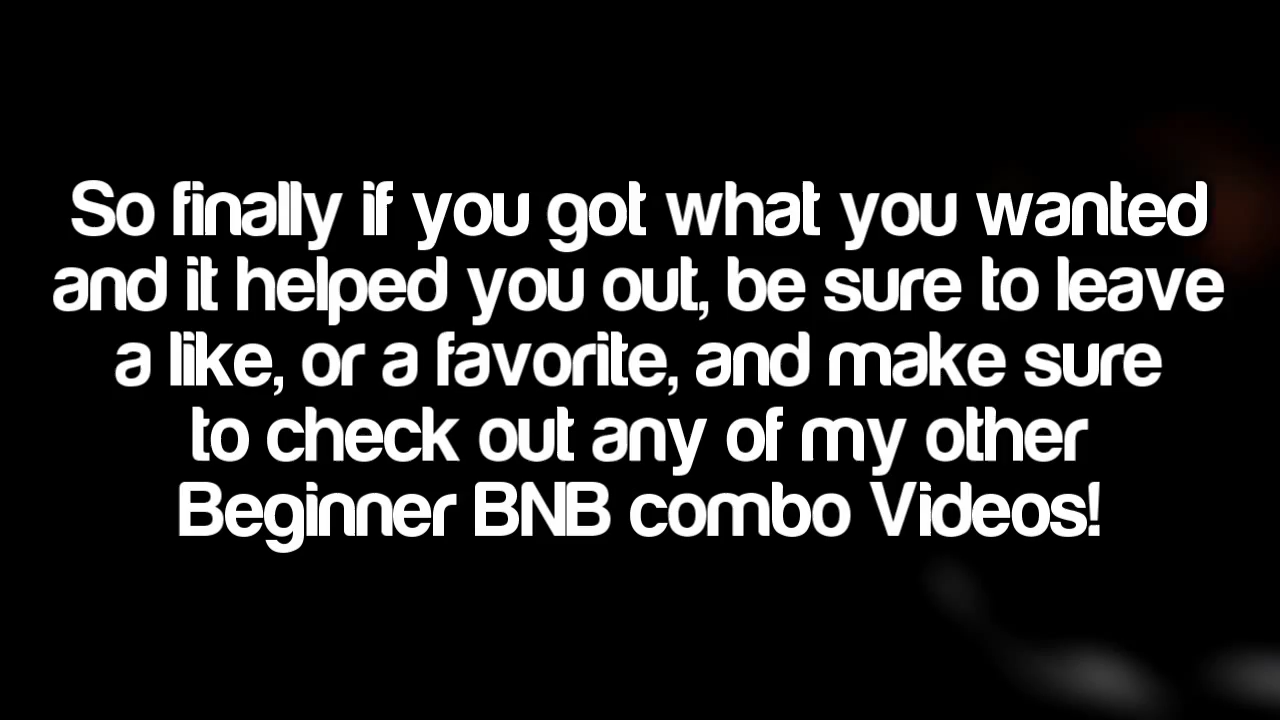 So finally if you got what you wanted
and it helped you out, be sure to leave
a like, or a favorite, and make sure
to check out any of my other
Beginner BNB combo Videos!